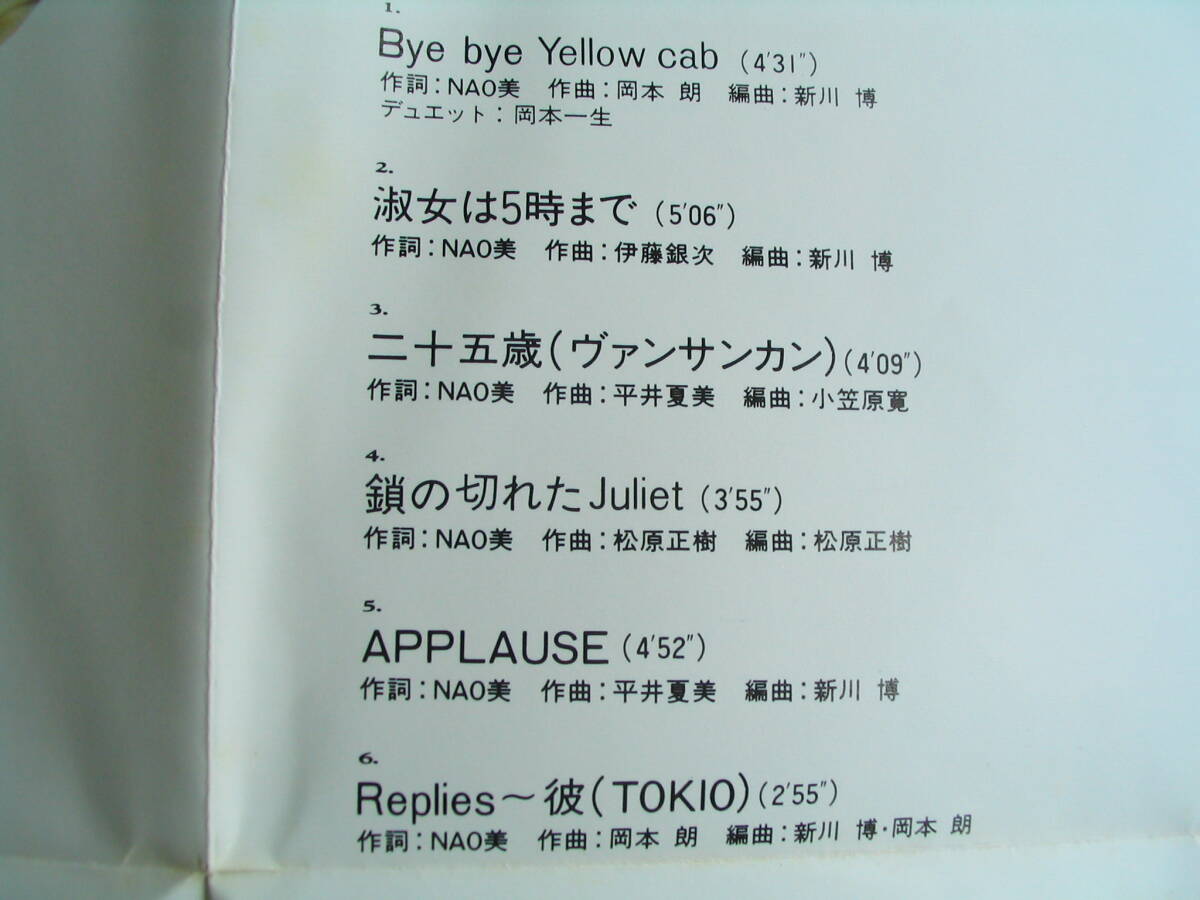 1.
Bye bye Yellow cab (4'31")
作詞：NAO美　作曲：岡本 朗　編曲：新川 博
デュエット：岡本一生
2.
淑女は5時まで (5'06")
作詞：NAO美　作曲：伊藤銀次　編曲：新川 博
3.
二十五歳(ヴァンサンカン)(4'09")
作詞：NAO美　作曲：平井夏美　編曲：小笠原寛
4.
鎖の切れたJuliet (3'55")
作詞：NAO美　作曲：松原正樹　編曲：松原正樹
5.
APPLAUSE (4'52")
作詞：NAO美　作曲：平井夏美　編曲：新川 博
6.
Replies～彼(TOKIO)(2'55")
作詞：NAO美　作曲：岡本 朗　編曲：新川 博・岡本 朗